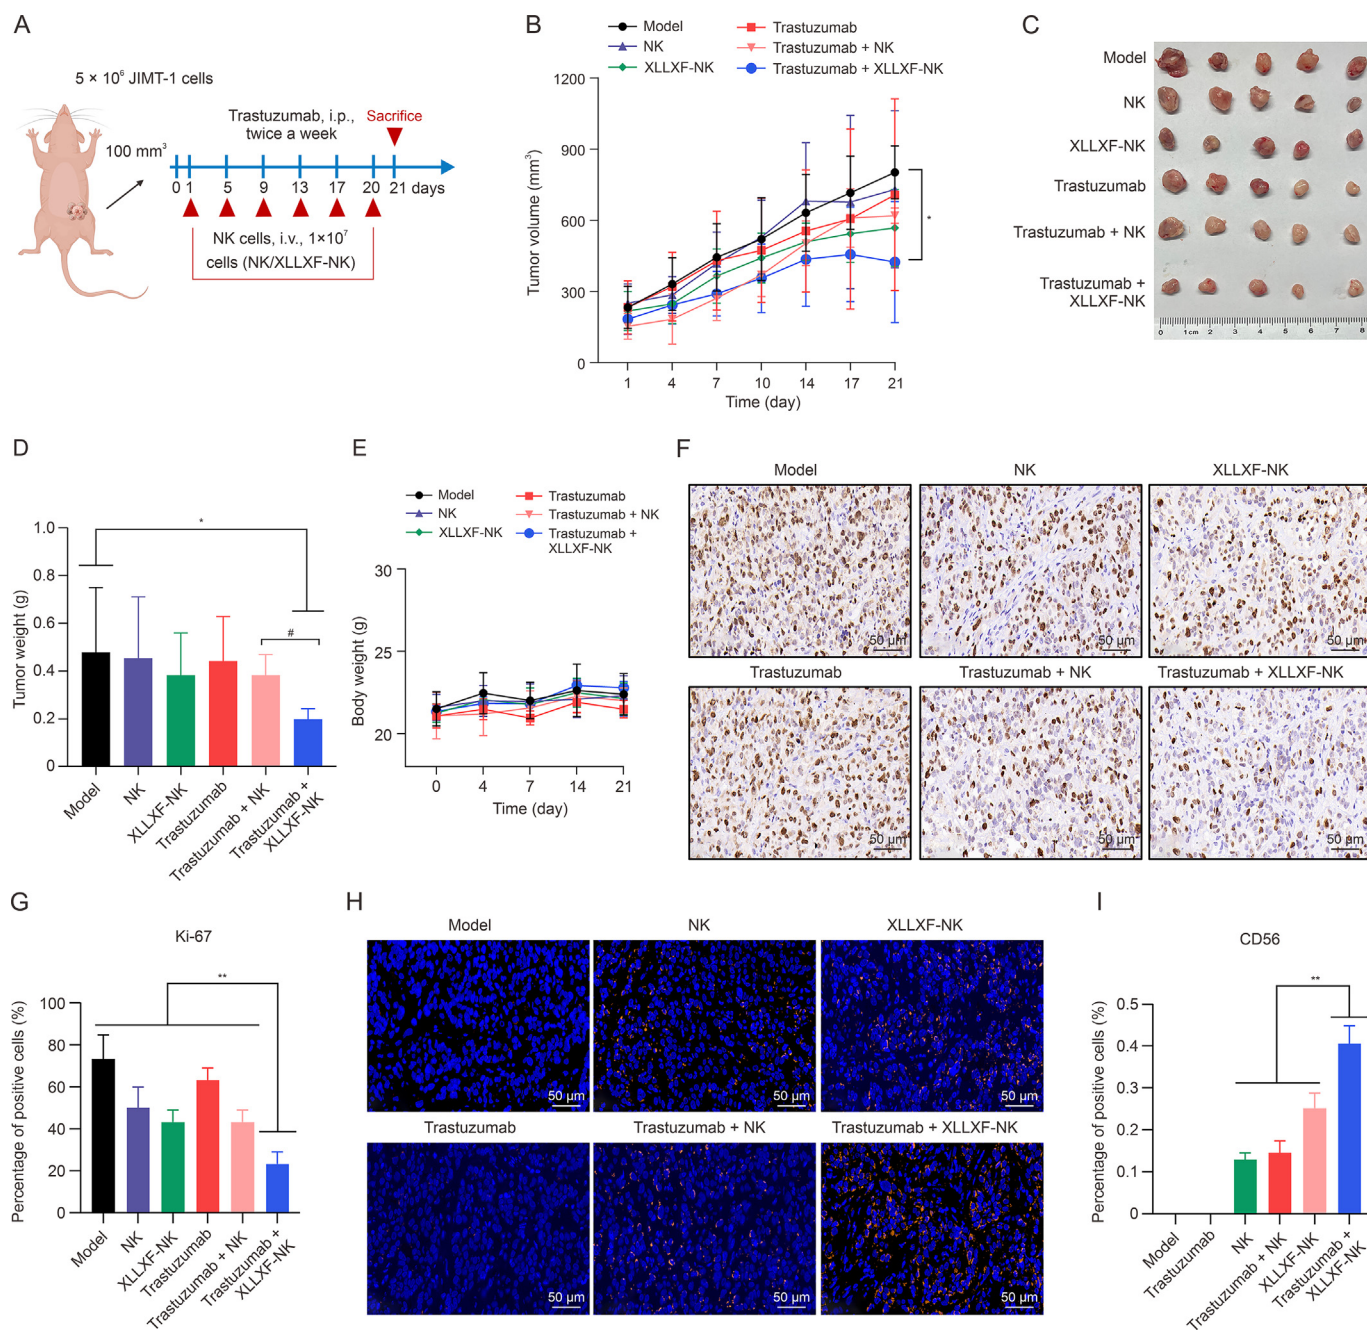 A
5 × 10⁶ JIMT-1 cells
100 mm³
Trastuzumab, i.p.,
twice a week
Sacrifice
0 1 5 9 13 17 20 21 days
NK cells, i.v., 1×10⁷
cells (NK/XLLXF-NK)
B
Model
NK
XLLXF-NK
Trastuzumab
Trastuzumab + NK
Trastuzumab + XLLXF-NK
Tumor volume (mm³)
1200
900
600
300
0
*
1 4 7 10 14 17 21
Time (day)
C
Model
NK
XLLXF-NK
Trastuzumab
Trastuzumab + NK
Trastuzumab +
XLLXF-NK
0 1cm 2 3 4 5 6 7 8
D
Tumor weight (g)
1.0
0.8
0.6
0.4
0.2
0
*
#
Model
NK
XLLXF-NK
Trastuzumab
Trastuzumab + NK
Trastuzumab +
XLLXF-NK
E
Model
NK
XLLXF-NK
Trastuzumab
Trastuzumab + NK
Trastuzumab +
XLLXF-NK
Body weight (g)
30
25
20
0 4 7 14 21
Time (day)
F
Model
NK
XLLXF-NK
50 µm
50 µm
50 µm
Trastuzumab
Trastuzumab + NK
Trastuzumab + XLLXF-NK
50 µm
50 µm
50 µm
G
Ki-67
Percentage of positive cells (%)
100
80
60
40
20
0
**
Model
NK
XLLXF-NK
Trastuzumab
Tastuzumab + NK
Trastuzumab +
XLLXF-NK
H
Model
NK
XLLXF-NK
50 µm
50 µm
50 µm
Trastuzumab
Trastuzumab + NK
Trastuzumab + XLLXF-NK
50 µm
50 µm
50 µm
I
CD56
Percentage of positive cells (%)
0.5
0.4
0.3
0.2
0.1
0
**
Model
Trastuzumab
NK
Trastuzumab + NK
XLLXF-NK
Trastuzumab +
XLLXF-NK